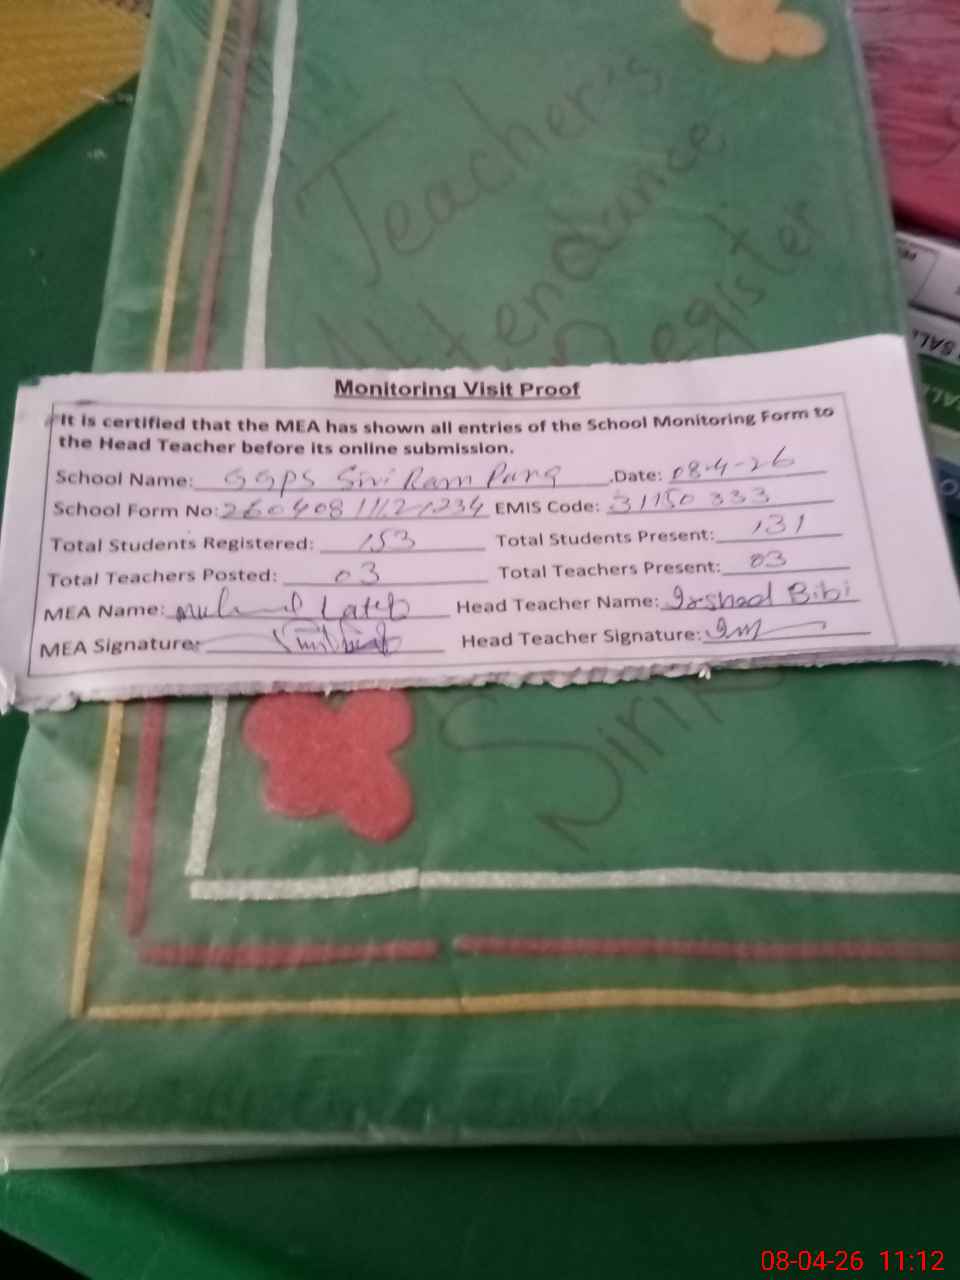 Teacher's
Attendance
Register
Monitoring Visit Proof
It is certified that the MEA has shown all entries of the School Monitoring Form to
the Head Teacher before its online submission.
School Name: GGPS Siri Ram Pura Date: 08-4-26
School Form No: EMIS Code: 31150333
Total Students Registered: 153 Total Students Present: 131
Total Teachers Posted: 03 Total Teachers Present: 03
MEA Name: Latif Head Teacher Name: Irshad Bibi
MEA Signature: Head Teacher Signature:
08-04-26 11:12